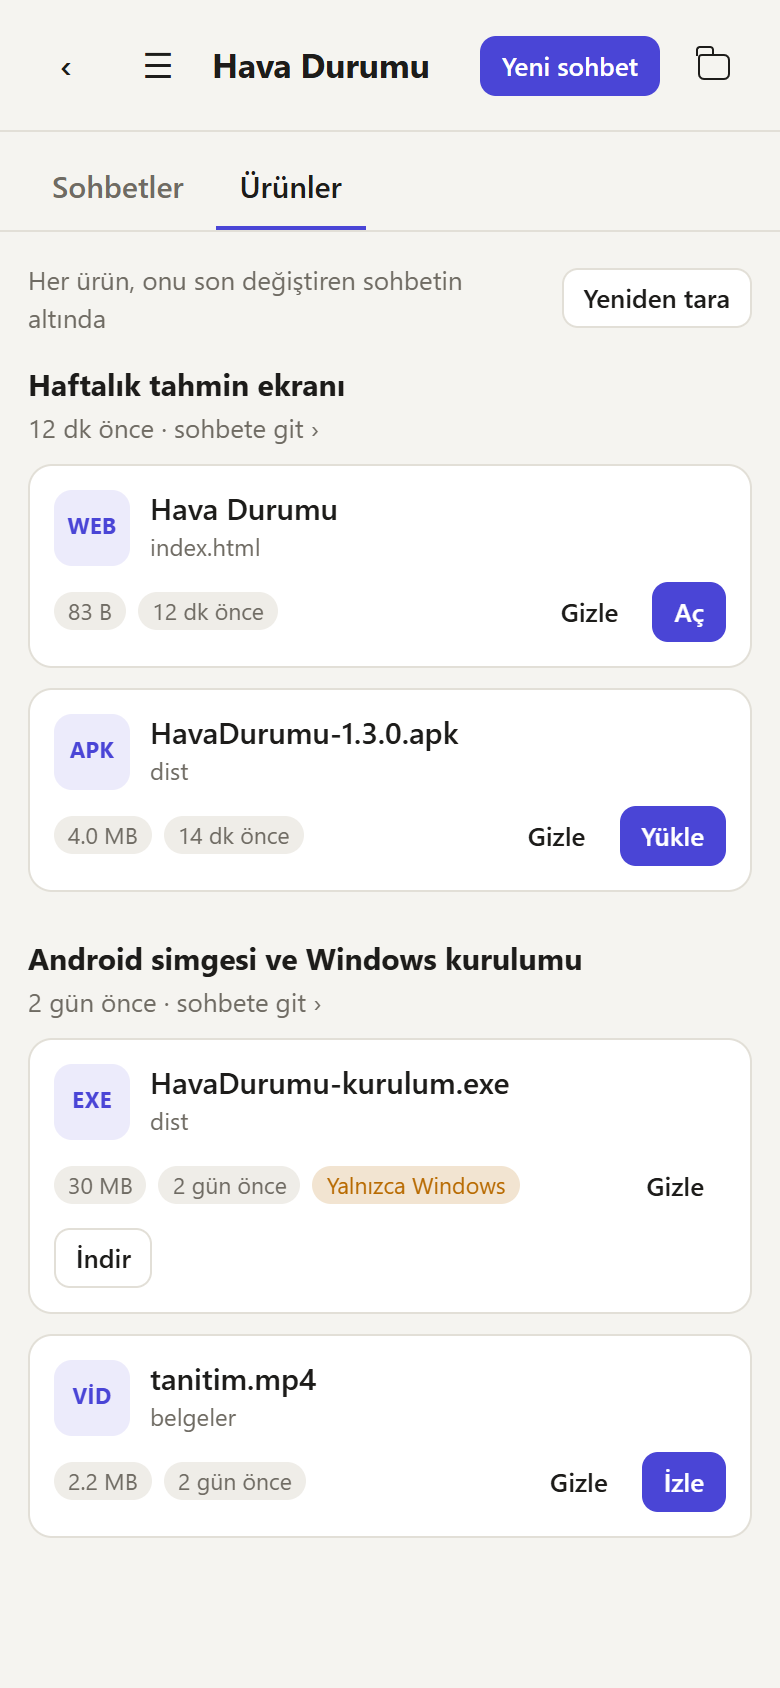 ‹ ☰ Hava Durumu Yeni sohbet
Sohbetler Ürünler
Her ürün, onu son değiştiren sohbetin
altında
Yeniden tara
Haftalık tahmin ekranı
12 dk önce · sohbete git ›
WEB
Hava Durumu
index.html
83 B 12 dk önce Gizle Aç
APK
HavaDurumu-1.3.0.apk
dist
4.0 MB 14 dk önce Gizle Yükle
Android simgesi ve Windows kurulumu
2 gün önce · sohbete git ›
EXE
HavaDurumu-kurulum.exe
dist
30 MB 2 gün önce Yalnızca Windows Gizle
İndir
VİD
tanitim.mp4
belgeler
2.2 MB 2 gün önce Gizle İzle